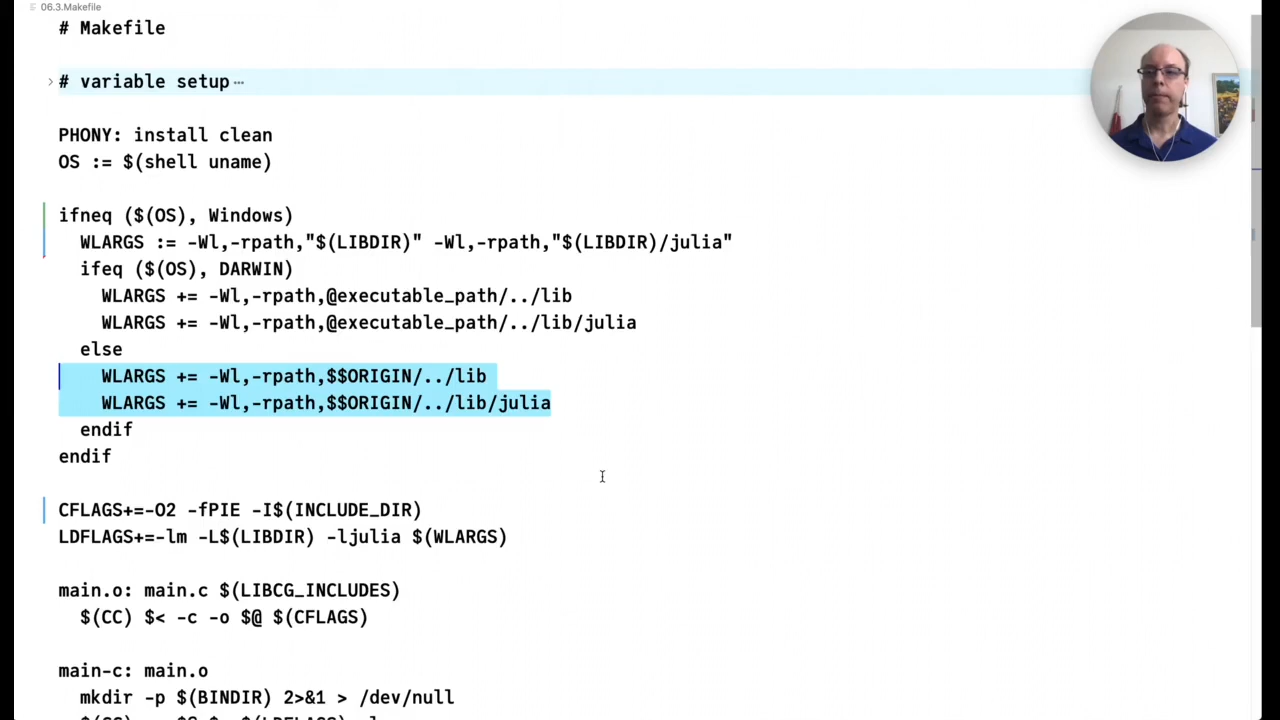 06.3.Makefile
# Makefile
# variable setup ···
PHONY: install clean
OS := $(shell uname)
ifneq ($(OS), Windows)
WLARGS := -Wl,-rpath,"$(LIBDIR)" -Wl,-rpath,"$(LIBDIR)/julia"
ifeq ($(OS), DARWIN)
WLARGS += -Wl,-rpath,@executable_path/../lib
WLARGS += -Wl,-rpath,@executable_path/../lib/julia
else
WLARGS += -Wl,-rpath,$$ORIGIN/../lib
WLARGS += -Wl,-rpath,$$ORIGIN/../lib/julia
endif
endif
CFLAGS+=-O2 -fPIE -I$(INCLUDE_DIR)
LDFLAGS+=-lm -L$(LIBDIR) -ljulia $(WLARGS)
main.o: main.c $(LIBCG_INCLUDES)
$(CC) $< -c -o $@ $(CFLAGS)
main-c: main.o
mkdir -p $(BINDIR) 2>&1 > /dev/null